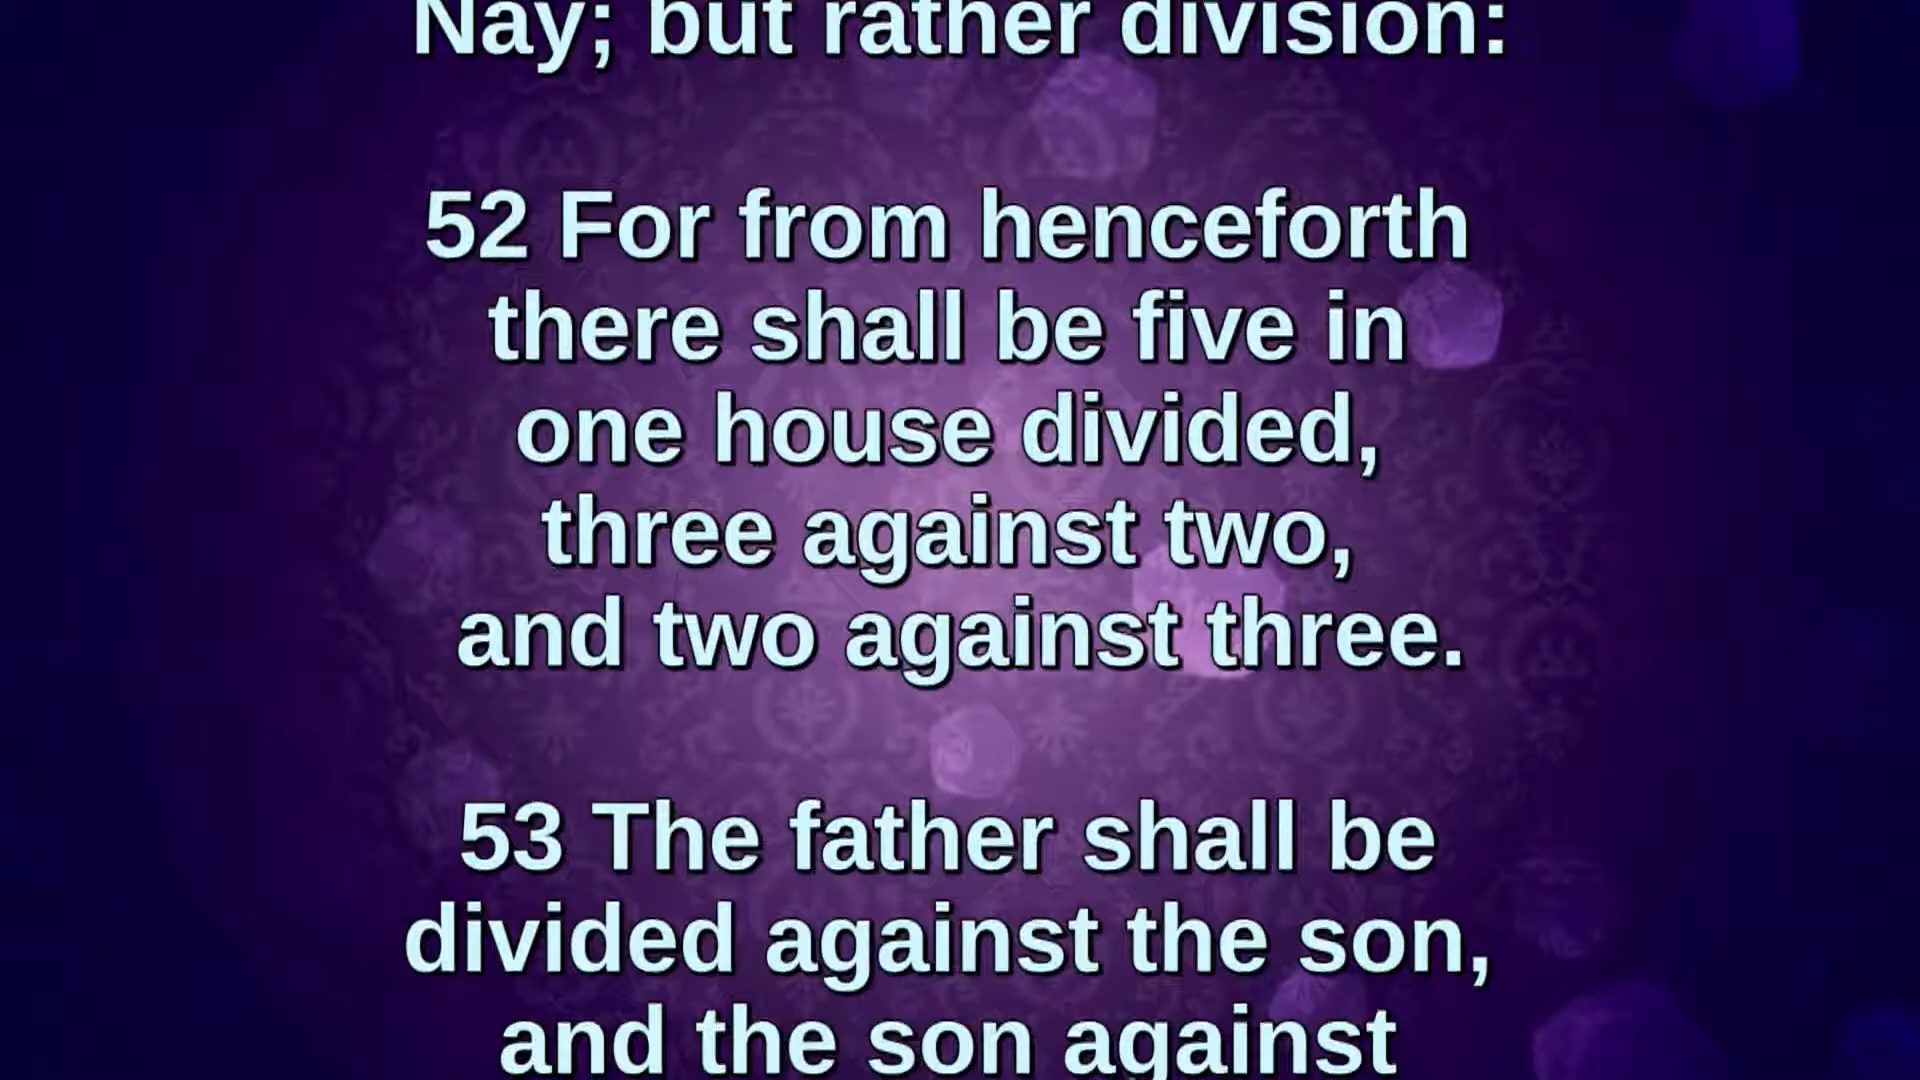 Nay; but rather division:
52 For from henceforth
there shall be five in
one house divided,
three against two,
and two against three.
53 The father shall be
divided against the son,
and the son against